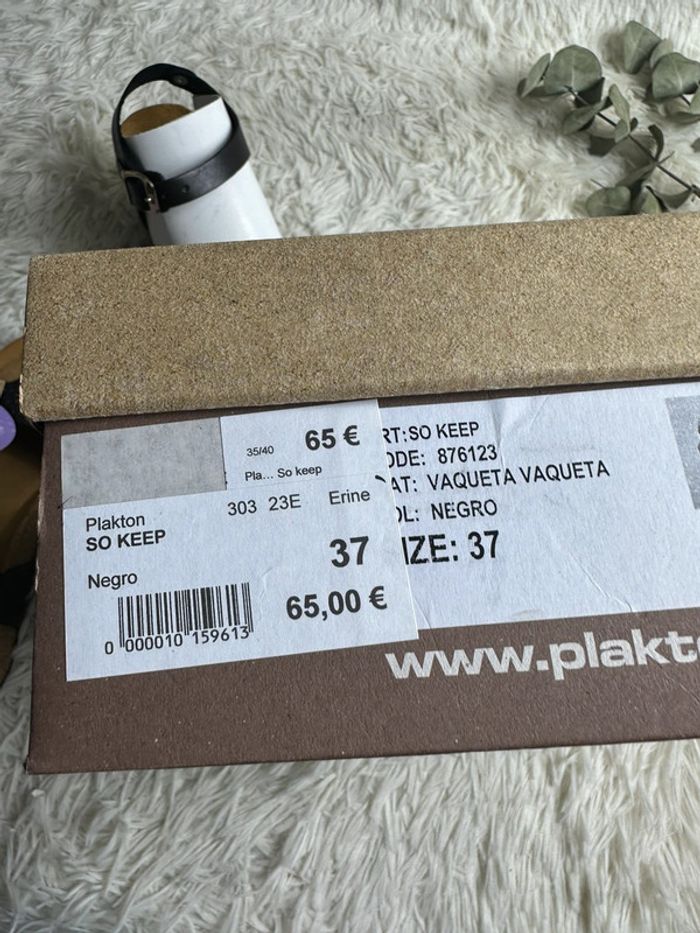 35/40 65 €
Pla... So keep
303 23E Erine
Plakton
SO KEEP
37
Negro
65,00 €
0 000010 159613
RT: SO KEEP
DE: 876123
AT: VAQUETA VAQUETA
OL: NEGRO
IZE: 37
www.plakt